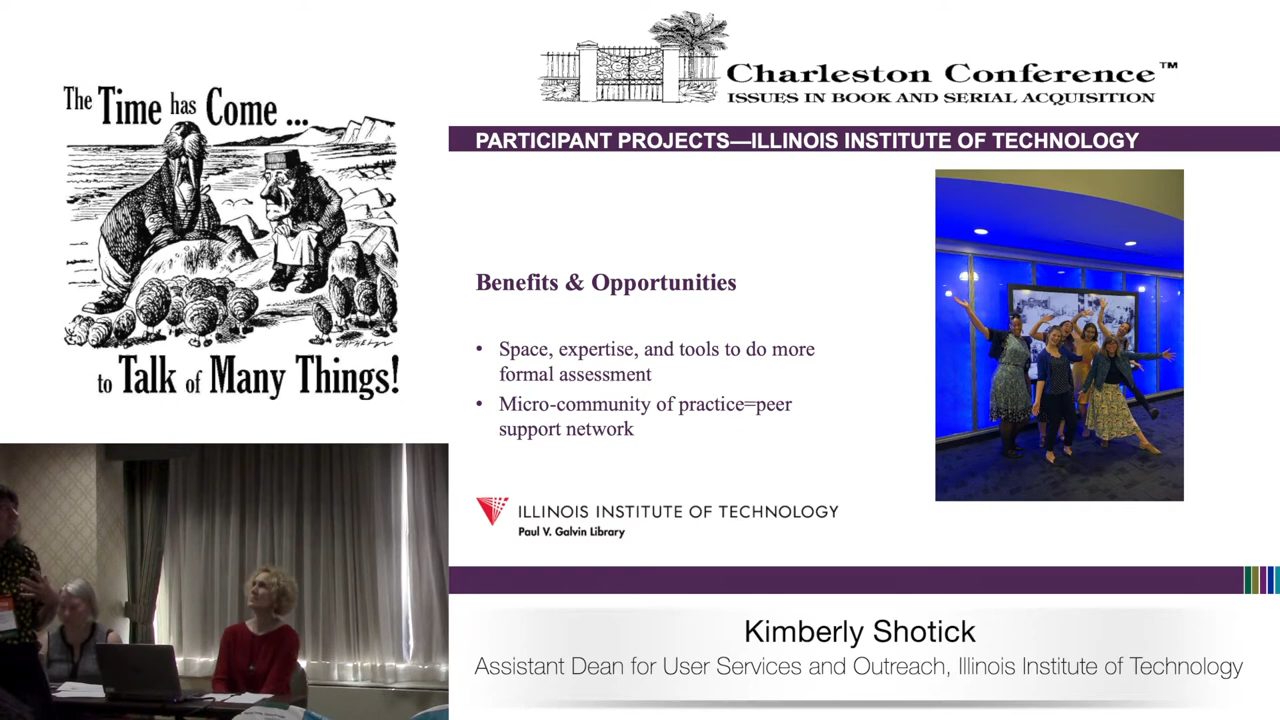 The Time has Come ...
to Talk of Many Things!
Charleston Conference™
ISSUES IN BOOK AND SERIAL ACQUISITION
PARTICIPANT PROJECTS—ILLINOIS INSTITUTE OF TECHNOLOGY
Benefits & Opportunities
• Space, expertise, and tools to do more
formal assessment
• Micro-community of practice=peer
support network
ILLINOIS INSTITUTE OF TECHNOLOGY
Paul V. Galvin Library
Kimberly Shotick
Assistant Dean for User Services and Outreach, Illinois Institute of Technology